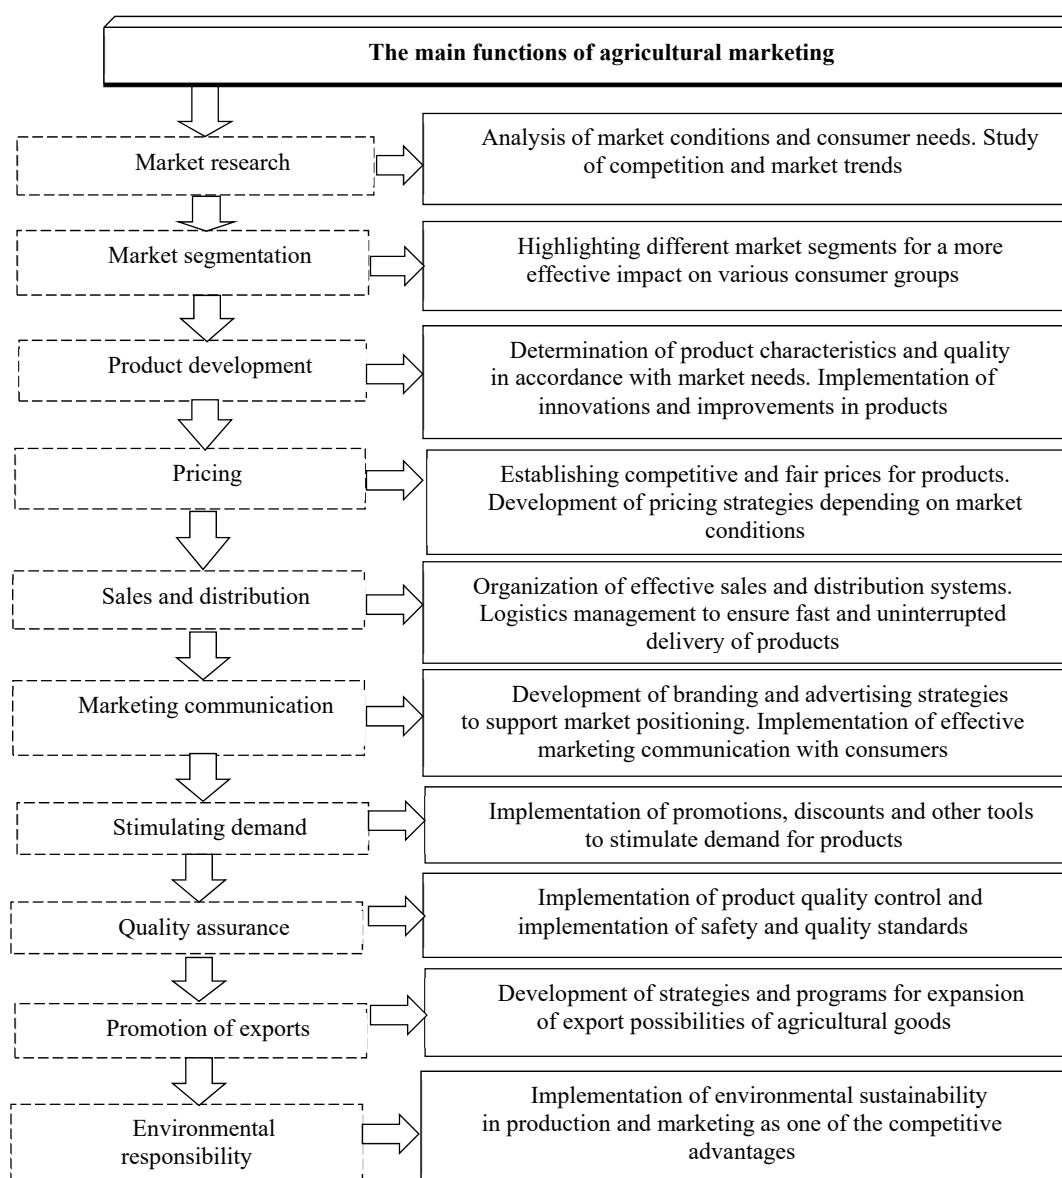 The main functions of agricultural marketing
Market research
Analysis of market conditions and consumer needs. Study
of competition and market trends
Market segmentation
Highlighting different market segments for a more
effective impact on various consumer groups
Product development
Determination of product characteristics and quality
in accordance with market needs. Implementation of
innovations and improvements in products
Pricing
Establishing competitive and fair prices for products.
Development of pricing strategies depending on market
conditions
Sales and distribution
Organization of effective sales and distribution systems.
Logistics management to ensure fast and uninterrupted
delivery of products
Marketing communication
Development of branding and advertising strategies
to support market positioning. Implementation of effective
marketing communication with consumers
Stimulating demand
Implementation of promotions, discounts and other tools
to stimulate demand for products
Quality assurance
Implementation of product quality control and
implementation of safety and quality standards
Promotion of exports
Development of strategies and programs for expansion
of export possibilities of agricultural goods
Environmental
responsibility
Implementation of environmental sustainability
in production and marketing as one of the competitive
advantages